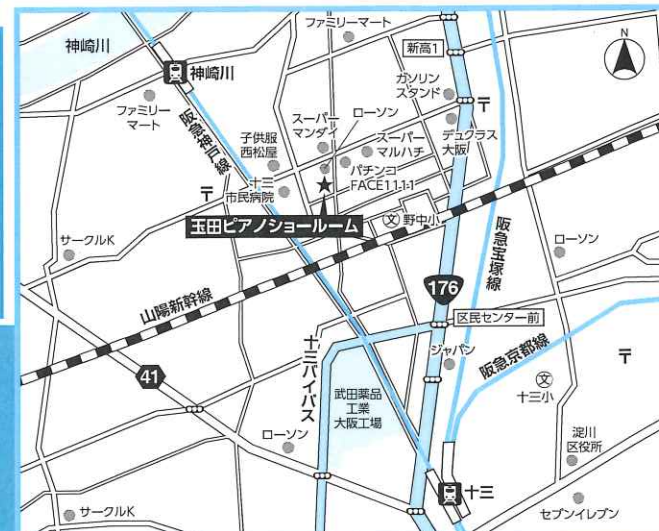 ファミリーマート
神崎川
N
新高1
神崎川
ガソリン
スタンド
〒
ファミリー
マート
阪急神戸線
ローソン
スーパー
マンダイ
デュクラス
大阪
子供服
西松屋
スーパー
マルハチ
パチンコ
FACE1111
十三
市民病院
〒
文 野中小
玉田ピアノショールーム
サークルK
阪急宝塚線
ローソン
176
山陽新幹線
区民センター前
41
十三バイパス
ジャパン
阪急京都線
〒
文
十三小
武田薬品
工業
大阪工場
ローソン
淀川
区役所
十三
サークルK
セブンイレブン